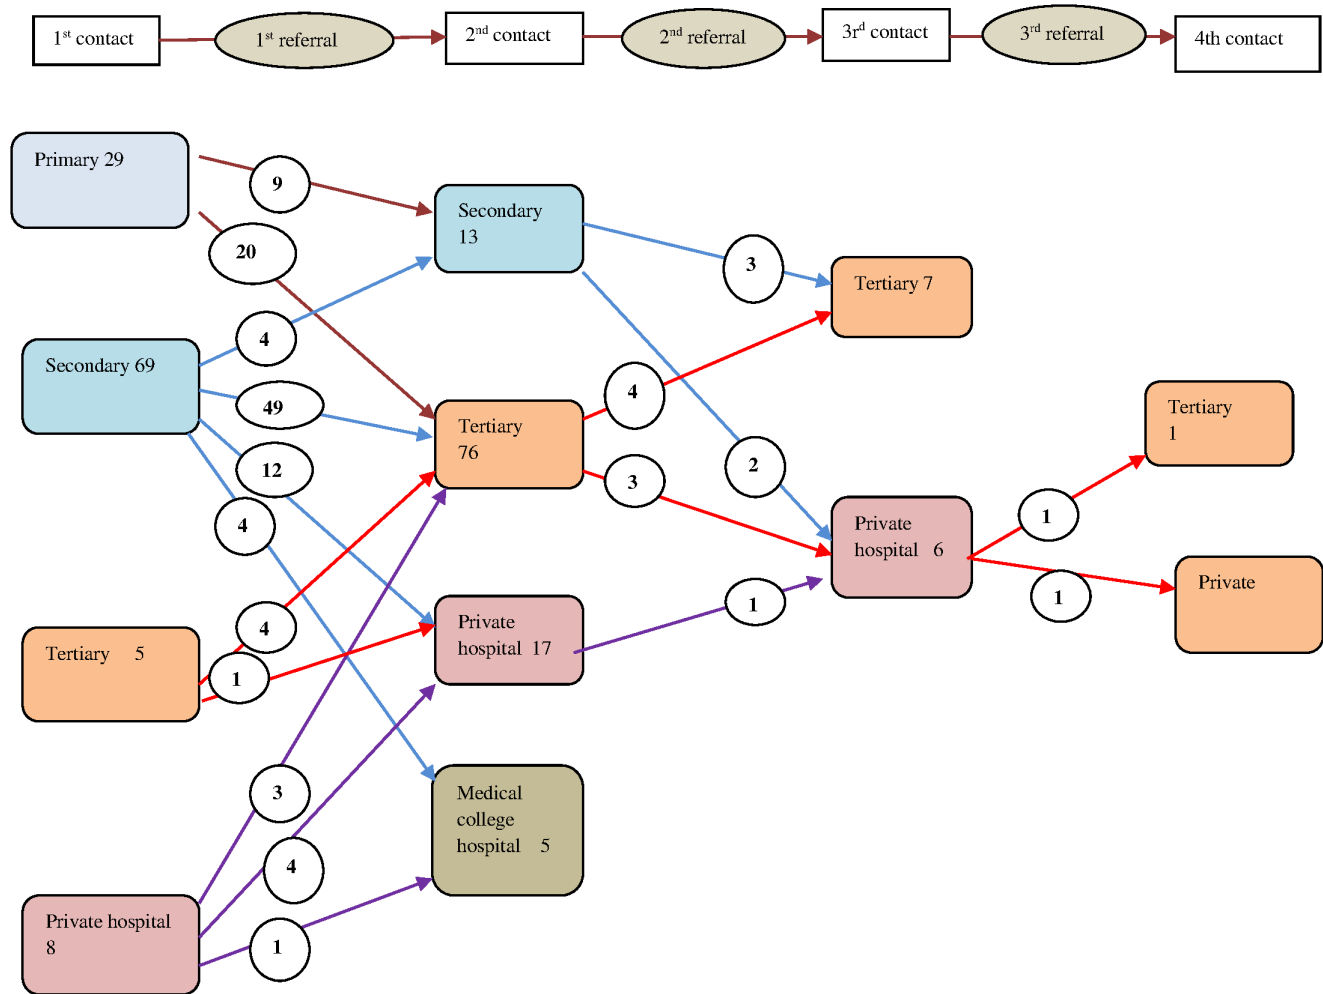 1st contact
1st referral
2nd contact
2nd referral
3rd contact
3rd referral
4th contact
Primary 29
9
20
Secondary 69
4
49
12
4
Tertiary 5
4
1
Private hospital
8
3
4
1
Secondary
13
Tertiary
76
Private
hospital 17
Medical
college
hospital 5
3
2
4
3
1
Tertiary 7
Private
hospital 6
1
1
Tertiary
1
Private